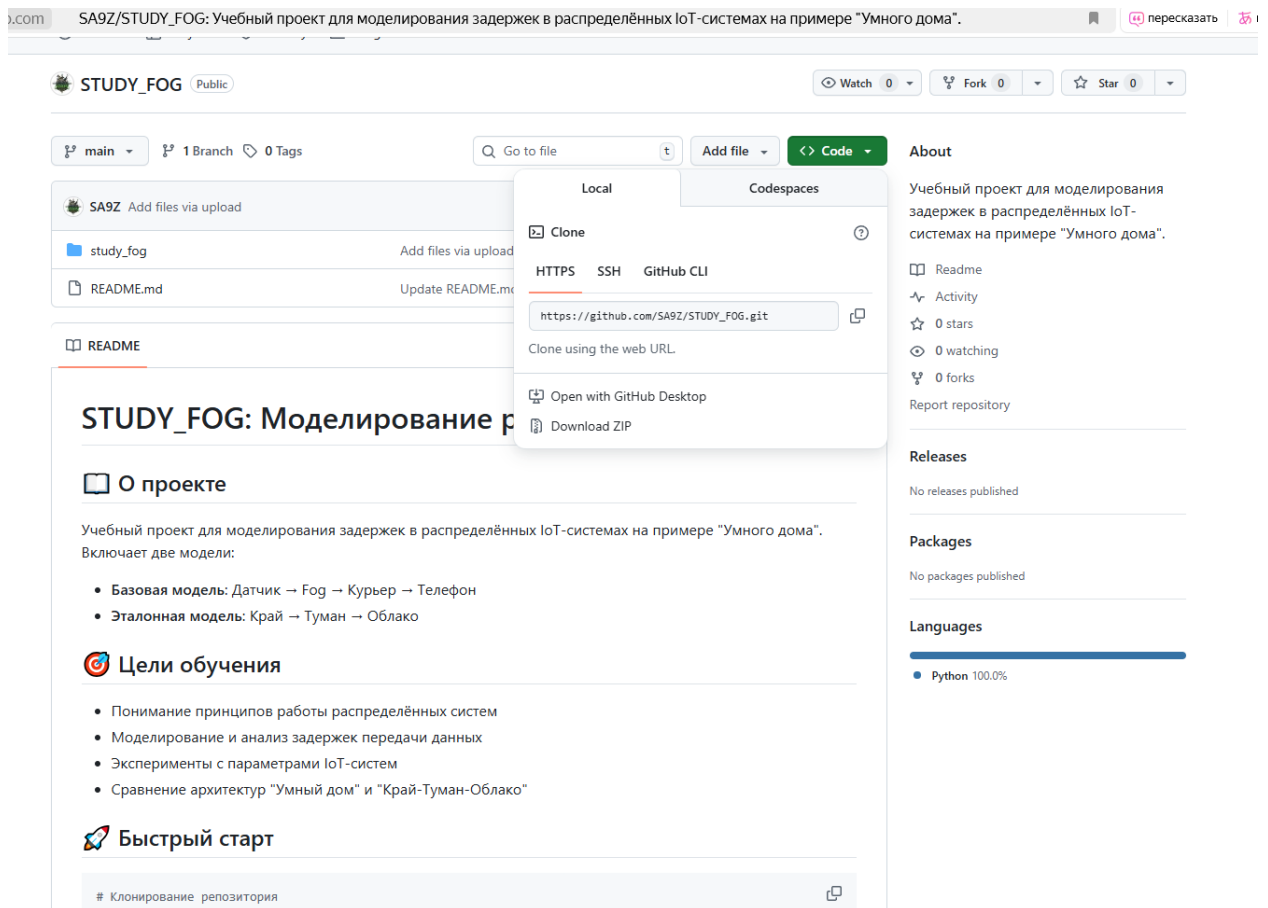 .com SA9Z/STUDY_FOG: Учебный проект для моделирования задержек в распределённых IoT-системах на примере "Умного дома". пересказать
STUDY_FOG Public Watch 0 Fork 0 Star 0
main 1 Branch 0 Tags Go to file t Add file Code
SA9Z Add files via upload
study_fog Add files via upload
README.md Update README.md
Local Codespaces
Clone
HTTPS SSH GitHub CLI
https://github.com/SA9Z/STUDY_FOG.git
Clone using the web URL.
Open with GitHub Desktop
Download ZIP
README
STUDY_FOG: Моделирование
О проекте
Учебный проект для моделирования задержек в распределённых IoT-системах на примере "Умного дома".
Включает две модели:
• Базовая модель: Датчик → Fog → Курьер → Телефон
• Эталонная модель: Край → Туман → Облако
Цели обучения
• Понимание принципов работы распределённых систем
• Моделирование и анализ задержек передачи данных
• Эксперименты с параметрами IoT-систем
• Сравнение архитектур "Умный дом" и "Край-Туман-Облако"
Быстрый старт
# Клонирование репозитория
About
Учебный проект для моделирования
задержек в распределённых IoT-
системах на примере "Умного дома".
Readme
Activity
0 stars
0 watching
0 forks
Report repository
Releases
No releases published
Packages
No packages published
Languages
Python 100.0%